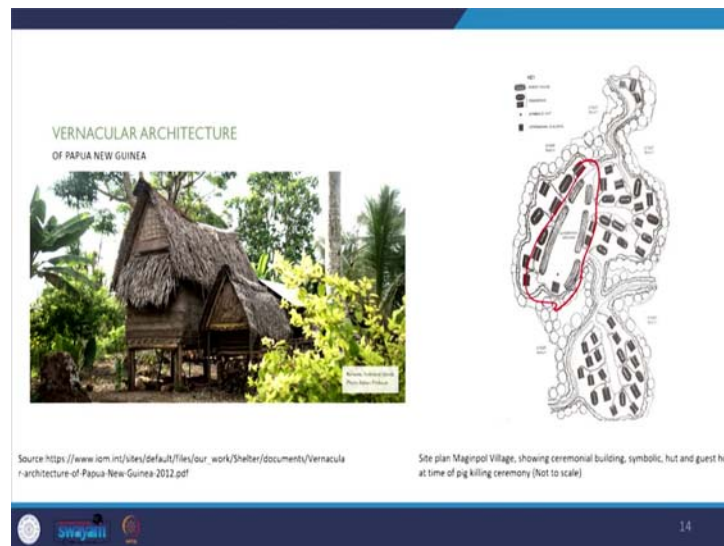 VERNACULAR ARCHITECTURE
OF PAPUA NEW GUINEA
KEY
Source https://www.iom.int/sites/default/files/our_work/Shelter/documents/Vernacula
r-architecture-of-Papua-New-Guinea-2012.pdf
Site plan Maginpol Village, showing ceremonial building, symbolic, hut and guest h
at time of pig killing ceremony (Not to scale)
swayam
14